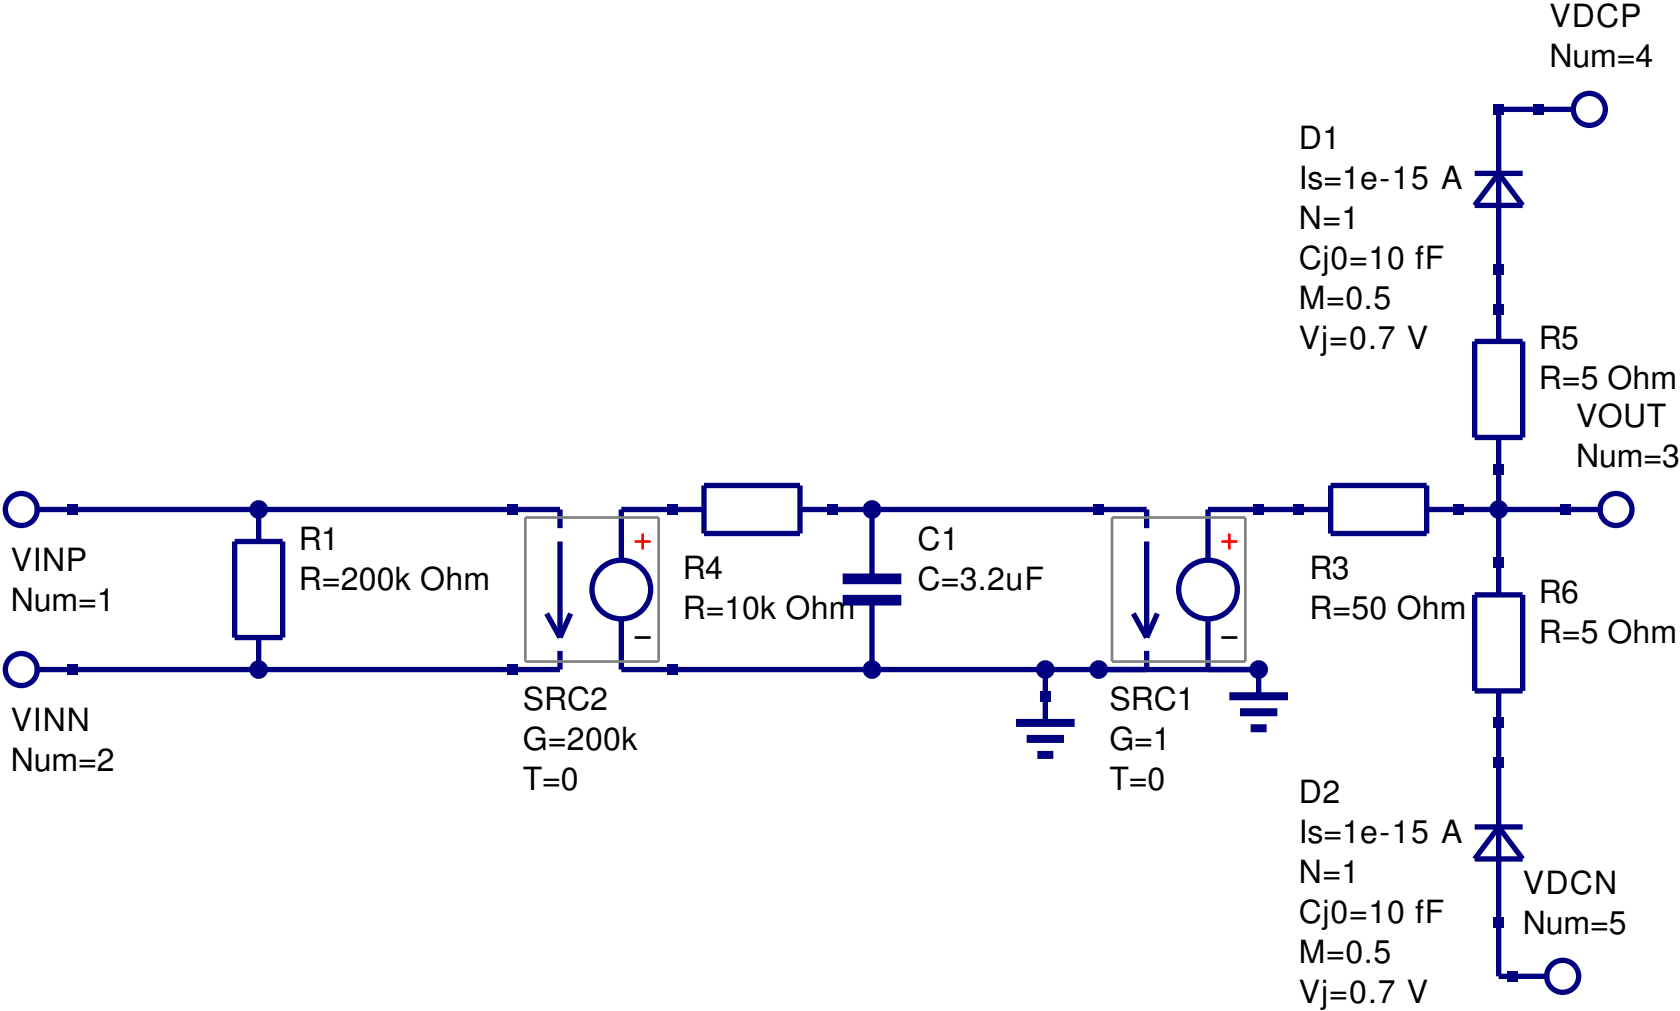 VDCP
Num=4
D1
Is=1e-15 A
N=1
Cj0=10 fF
M=0.5
Vj=0.7 V
R5
R=5 Ohm
VOUT
Num=3
VINP
Num=1
R1
R=200k Ohm
+
−
R4
R=10k Ohm
C1
C=3.2uF
+
−
R3
R=50 Ohm
R6
R=5 Ohm
VINN
Num=2
SRC2
G=200k
T=0
SRC1
G=1
T=0
D2
Is=1e-15 A
N=1
Cj0=10 fF
M=0.5
Vj=0.7 V
VDCN
Num=5